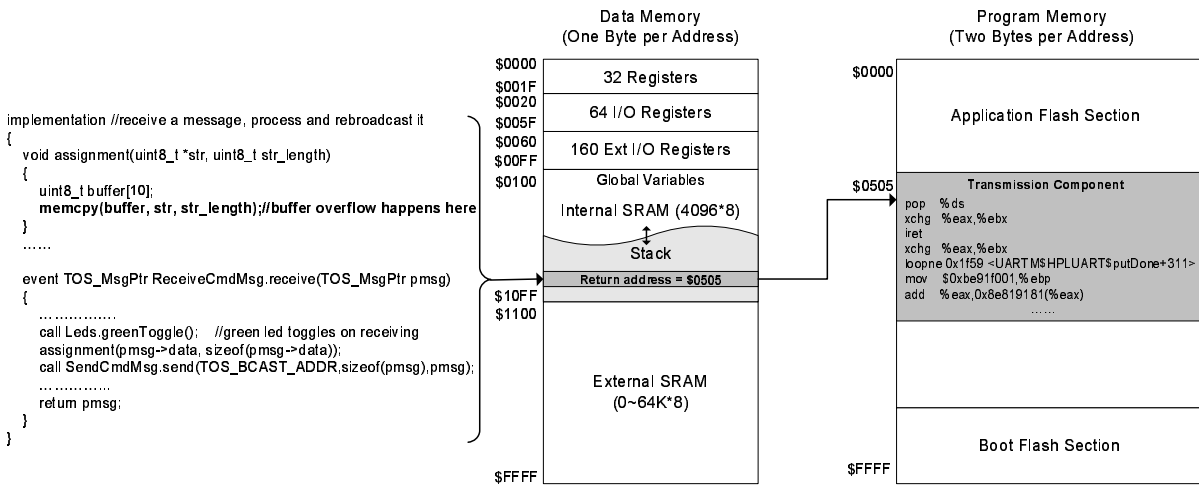 implementation //receive a message, process and rebroadcast it
{
void assignment(uint8_t *str, uint8_t str_length)
{
uint8_t buffer[10];
memcpy(buffer, str, str_length);//buffer overflow happens here
}
……
event TOS_MsgPtr ReceiveCmdMsg.receive(TOS_MsgPtr pmsg)
{
…………….
call Leds.greenToggle(); //green led toggles on receiving
assignment(pmsg->data, sizeof(pmsg->data));
call SendCmdMsg.send(TOS_BCAST_ADDR,sizeof(pmsg),pmsg);
……………
return pmsg;
}
}
Data Memory
(One Byte per Address)
$0000
32 Registers
$001F
$0020
64 I/O Registers
$005F
$0060
160 Ext I/O Registers
$00FF
$0100
Global Variables
Internal SRAM (4096*8)
Stack
Return address = $0505
$10FF
$1100
External SRAM
(0~64K*8)
$FFFF
Program Memory
(Two Bytes per Address)
$0000
Application Flash Section
$0505
Transmission Component
pop %ds
xchg %eax,%ebx
iret
xchg %eax,%ebx
loopne 0x1f59 <UARTM$HPLUART$putDone+311>
mov $0xbe91f001,%ebp
add %eax,0x8e819181(%eax)
……
Boot Flash Section
$FFFF